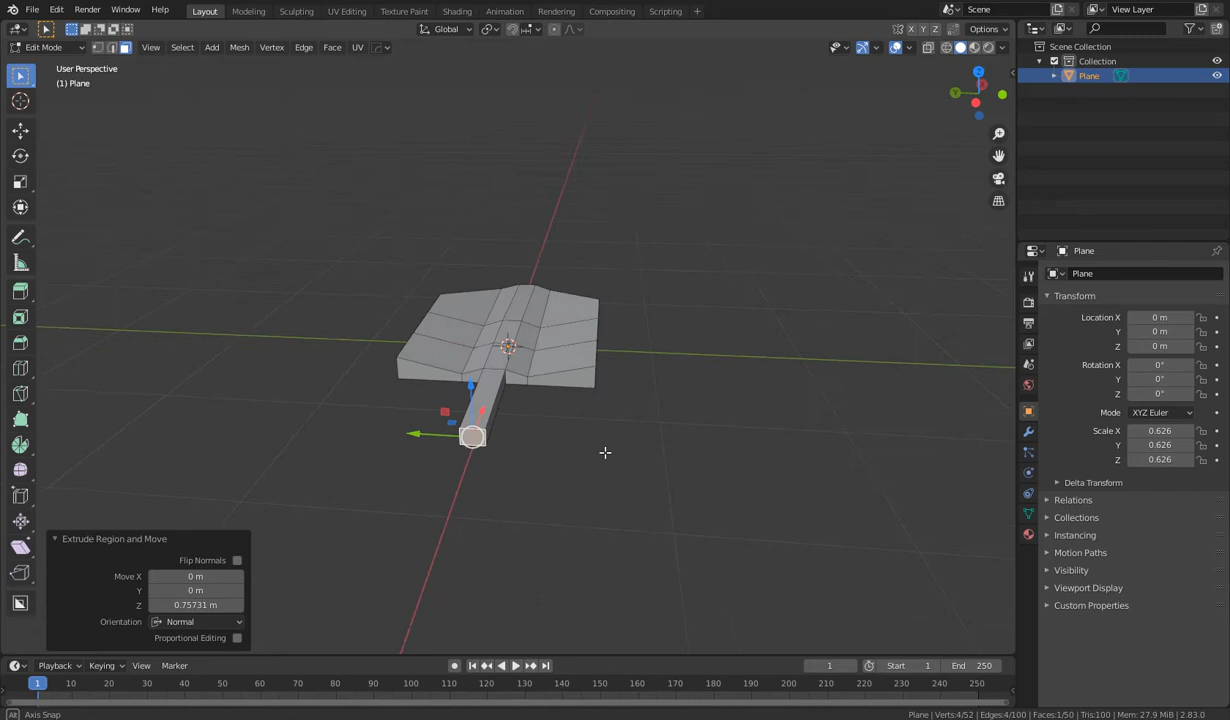 File Edit Render Window Help Layout Modeling Sculpting UV Editing Texture Paint Shading Animation Rendering Compositing Scripting + Scene View Layer
Global Options
Edit Mode View Select Add Mesh Vertex Edge Face UV X Y Z
User Perspective
(1) Plane
Scene Collection
Collection
Plane
Z
Y
X
Plane
Plane
Transform
Location X 0 m
Y 0 m
Z 0 m
Rotation X 0°
Y 0°
Z 0°
Mode XYZ Euler
Scale X 0.626
Y 0.626
Z 0.626
Delta Transform
Relations
Collections
Instancing
Motion Paths
Visibility
Viewport Display
Custom Properties
Extrude Region and Move
Flip Normals
Move X 0 m
Y 0 m
Z 0.75731 m
Orientation Normal
Proportional Editing
Playback Keying View Marker 1 Start 1 End 250
1 10 20 30 40 50 60 70 80 90 100 110 120 130 140 150 160 170 180 190 200 210 220 230 240 250
Alt Axis Snap Plane | Verts:4/52 | Edges:4/100 | Faces:1/50 | Tris:100 | Mem: 27.9 MiB | 2.83.0